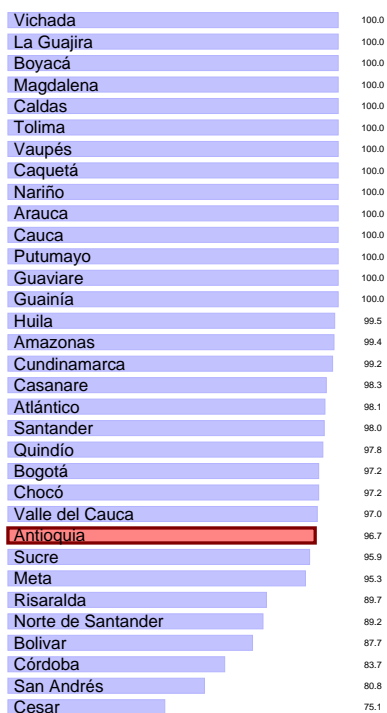 Vichada 100.0
La Guajira 100.0
Boyacá 100.0
Magdalena 100.0
Caldas 100.0
Tolima 100.0
Vaupés 100.0
Caquetá 100.0
Nariño 100.0
Arauca 100.0
Cauca 100.0
Putumayo 100.0
Guaviare 100.0
Guainía 100.0
Huila 99.5
Amazonas 99.4
Cundinamarca 99.2
Casanare 98.3
Atlántico 98.1
Santander 98.0
Quindío 97.8
Bogotá 97.2
Chocó 97.2
Valle del Cauca 97.0
Antioquia 96.7
Sucre 95.9
Meta 95.3
Risaralda 89.7
Norte de Santander 89.2
Bolivar 87.7
Córdoba 83.7
San Andrés 80.8
Cesar 75.1